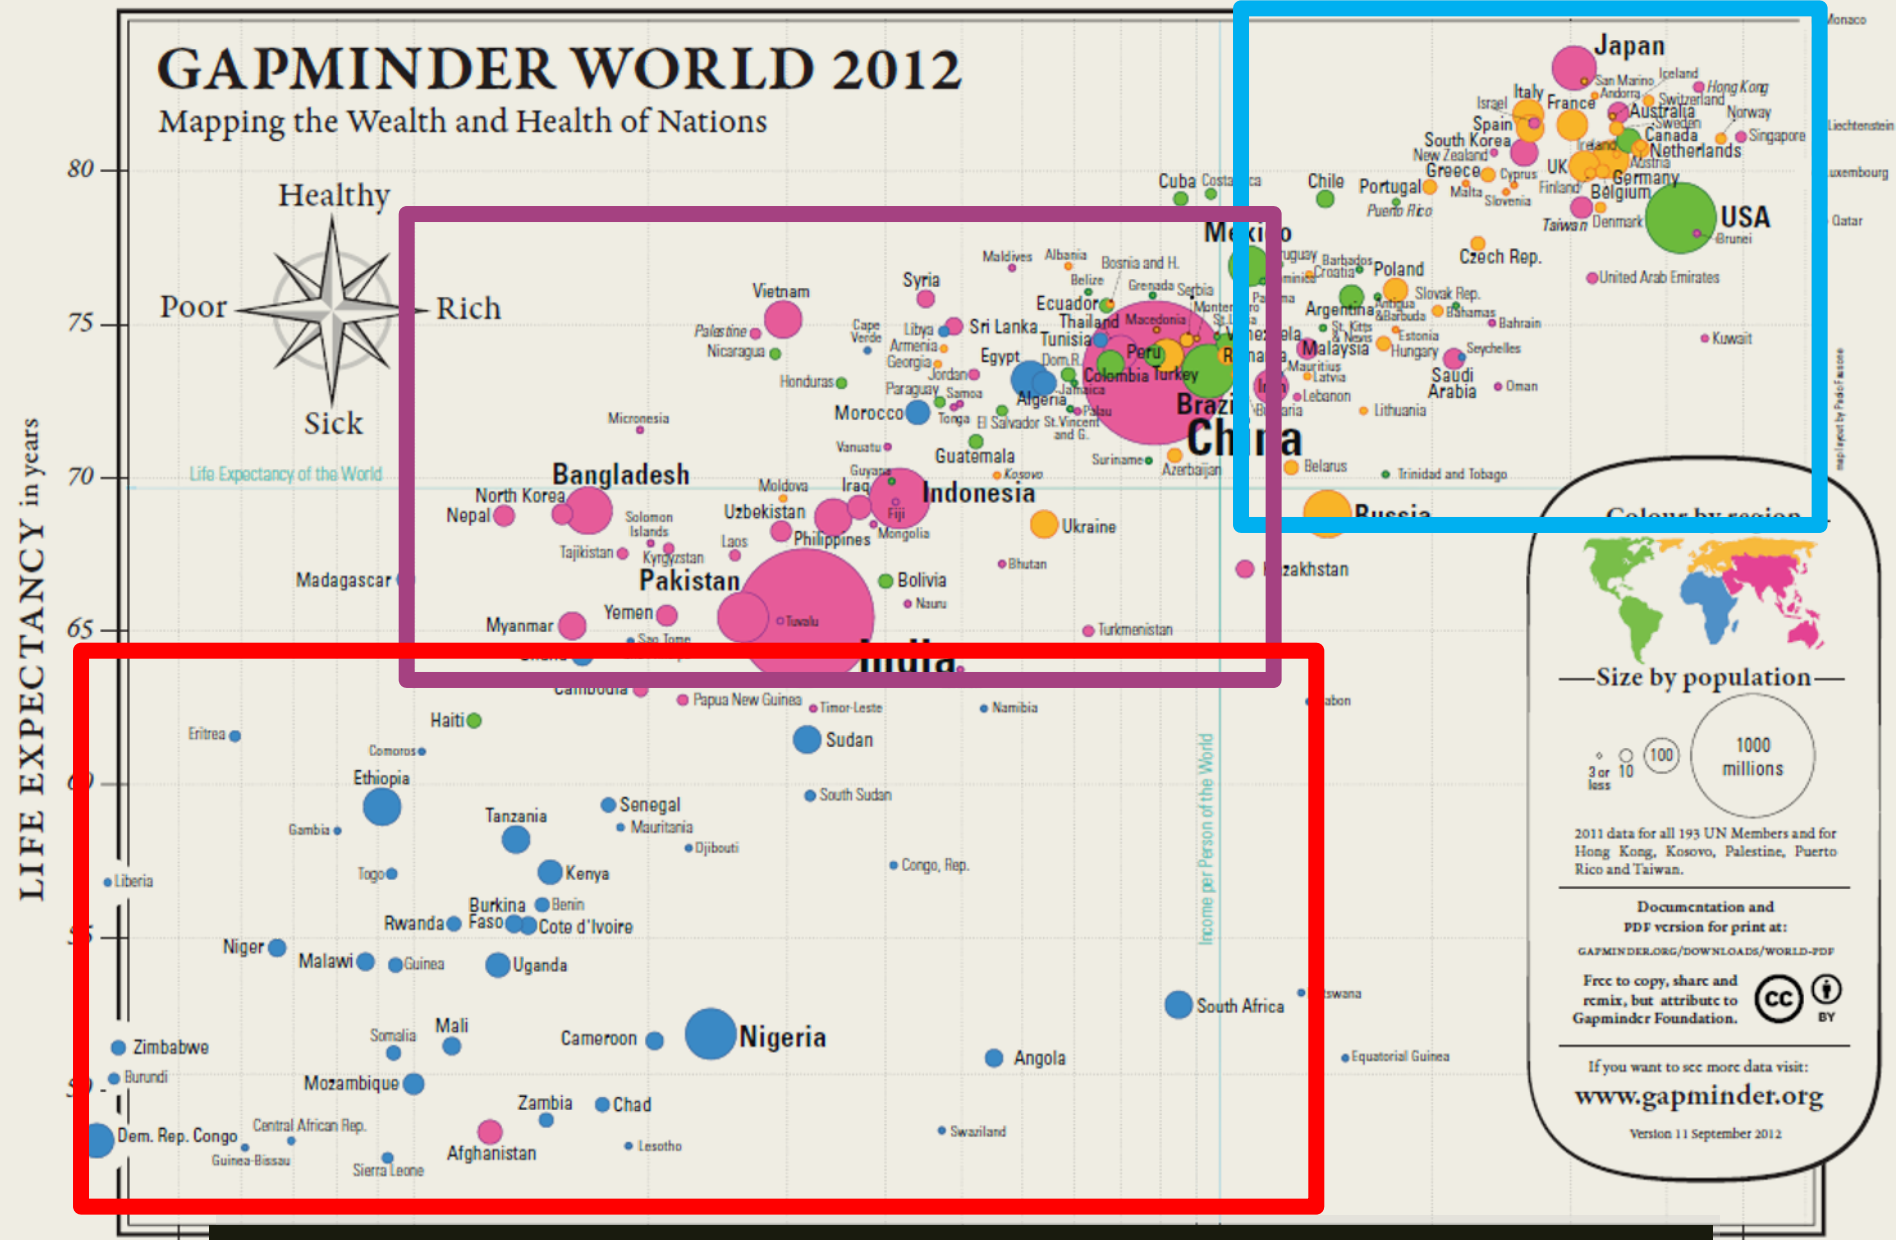 GAPMINDER WORLD 2012
Mapping the Wealth and Health of Nations
Healthy
Poor
Rich
Sick
LIFE EXPECTANCY in years
80
75
70
65
Life Expectancy of the World
Income per Person of the World
Monaco
Japan
San Marino
Iceland
Hong Kong
Italy
Andorra
Switzerland
Israel
France
Australia
Norway
Liechtenstein
Spain
Sweden
Singapore
South Korea
Canada
Ireland
Netherlands
New Zealand
UK
Austria
Greece
Cyprus
Germany
Cuba
Chile
Portugal
Malta
Finland
Belgium
Slovenia
Puerto Rico
Taiwan
Denmark
USA
Qatar
Brunei
Czech Rep.
United Arab Emirates
Maldives
Albania
Bosnia and H.
Barbados
Croatia
Poland
Syria
Belize
Grenada
Serbia
Slovak Rep.
Vietnam
Ecuador
Argentina
Antigua
&Barbuda
Bahamas
Thailand
Macedonia
St. Kitts
& Nevis
Bahrain
Palestine
Cape
Verde
Libya
Sri Lanka
Tunisia
Estonia
Kuwait
Nicaragua
Armenia
Egypt
Dom.R.
Peru
Malaysia
Hungary
Seychelles
Georgia
Jordan
Colombia
Turkey
Mauritius
Latvia
Saudi
Arabia
Oman
Honduras
Paraguay
Samoa
Algeria
Jamaica
Lebanon
Morocco
Tonga
El Salvador
St.Vincent
and G.
Palau
Lithuania
Micronesia
Vanuatu
Guatemala
China
Suriname
Azerbaijan
Belarus
Trinidad and Tobago
Bangladesh
Guyana
Kosovo
North Korea
Moldova
Iraq
Indonesia
Nepal
Solomon
Islands
Uzbekistan
Fiji
Ukraine
Russia
Philippines
Mongolia
Tajikistan
Kyrgyzstan
Laos
Bhutan
Madagascar
Pakistan
Bolivia
Nauru
Myanmar
Yemen
Tuvalu
Turkmenistan
India
Cambodia
Papua New Guinea
Timor-Leste
Namibia
Haiti
Eritrea
Comoros
Sudan
Ethiopia
South Sudan
Tanzania
Senegal
Gambia
Mauritania
Djibouti
Togo
Kenya
Congo, Rep.
Liberia
Burkina
Faso
Benin
Rwanda
Cote d'Ivoire
Niger
Malawi
Guinea
Uganda
South Africa
Somalia
Mali
Cameroon
Nigeria
Angola
Equatorial Guinea
Zimbabwe
Burundi
Mozambique
Zambia
Chad
Dem. Rep. Congo
Central African Rep.
Swaziland
Guinea-Bissau
Sierra Leone
Afghanistan
Lesotho
Colour by region
Size by population
3 or
less
10
100
1000
millions
2011 data for all 193 UN Members and for
Hong Kong, Kosovo, Palestine, Puerto
Rico and Taiwan.
Documentation and
PDF version for print at:
GAPMINDER.ORG/DOWNLOADS/WORLD-PDF
Free to copy, share and
remix, but attribute to
Gapminder Foundation.
CC
BY
If you want to see more data visit:
www.gapminder.org
Version 11 September 2012